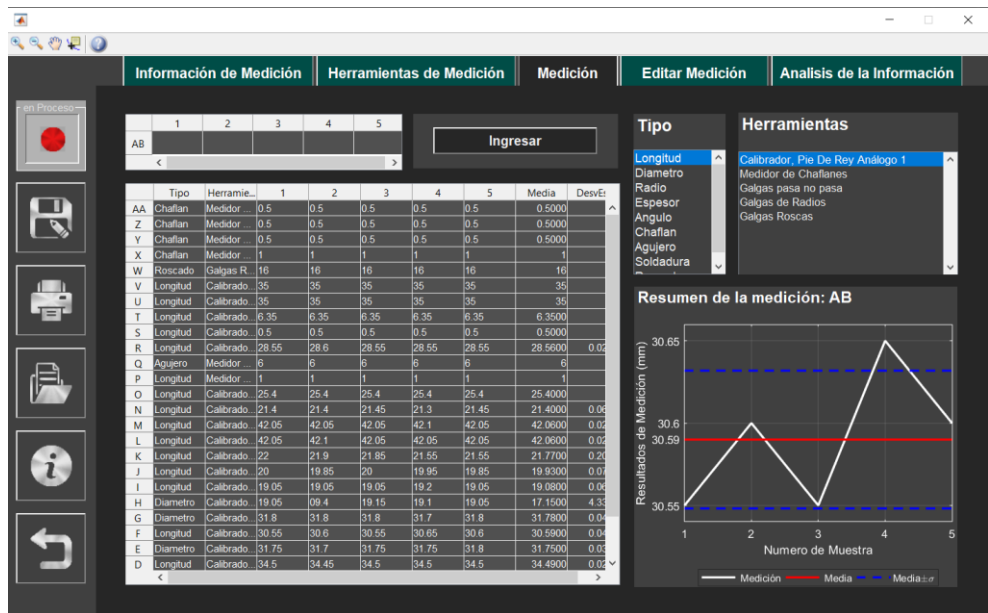 Información de Medición Herramientas de Medición Medición Editar Medición Analisis de la Información
en Proceso
1 2 3 4 5
AB
Ingresar
Tipo
Longitud
Diametro
Radio
Espesor
Angulo
Chaflan
Agujero
Soldadura
Herramientas
Calibrador, Pie De Rey Análogo 1
Medidor de Chaflanes
Galgas pasa no pasa
Galgas de Radios
Galgas Roscas
Tipo Herramie... 1 2 3 4 5 Media DesvEs
AA Chaflan Medidor ... 0.5 0.5 0.5 0.5 0.5 0.5000
Z Chaflan Medidor ... 0.5 0.5 0.5 0.5 0.5 0.5000
Y Chaflan Medidor ... 0.5 0.5 0.5 0.5 0.5 0.5000
X Chaflan Medidor ... 1 1 1 1 1 1
W Roscado Galgas R... 16 16 16 16 16 16
V Longitud Calibrado... 35 35 35 35 35 35
U Longitud Calibrado... 35 35 35 35 35 35
T Longitud Calibrado... 6.35 6.35 6.35 6.35 6.35 6.3500
S Longitud Calibrado... 0.5 0.5 0.5 0.5 0.5 0.5000
R Longitud Calibrado... 28.55 28.6 28.55 28.55 28.55 28.5600 0.02
Q Agujero Medidor ... 6 6 6 6 6 6
P Longitud Medidor ... 1 1 1 1 1 1
O Longitud Calibrado... 25.4 25.4 25.4 25.4 25.4 25.4000
N Longitud Calibrado... 21.4 21.4 21.45 21.3 21.45 21.4000 0.06
M Longitud Calibrado... 42.05 42.05 42.05 42.1 42.05 42.0600 0.02
L Longitud Calibrado... 42.05 42.1 42.05 42.05 42.05 42.0600 0.02
K Longitud Calibrado... 22 21.9 21.85 21.55 21.55 21.7700 0.20
J Longitud Calibrado... 20 19.85 20 19.95 19.85 19.9300 0.07
I Longitud Calibrado... 19.05 19.05 19.05 19.2 19.05 19.0800 0.06
H Diametro Calibrado... 19.05 09.4 19.15 19.1 19.05 17.1500 4.33
G Diametro Calibrado... 31.8 31.8 31.8 31.7 31.8 31.7800 0.04
F Longitud Calibrado... 30.55 30.6 30.55 30.65 30.6 30.5900 0.04
E Diametro Calibrado... 31.75 31.7 31.75 31.75 31.8 31.7500 0.03
D Longitud Calibrado... 34.5 34.45 34.5 34.5 34.5 34.4900 0.02
Resumen de la medición: AB
Resultados de Medición (mm)
30.65
30.6
30.59
30.55
1 2 3 4 5
Numero de Muestra
Medición Media Media±σ